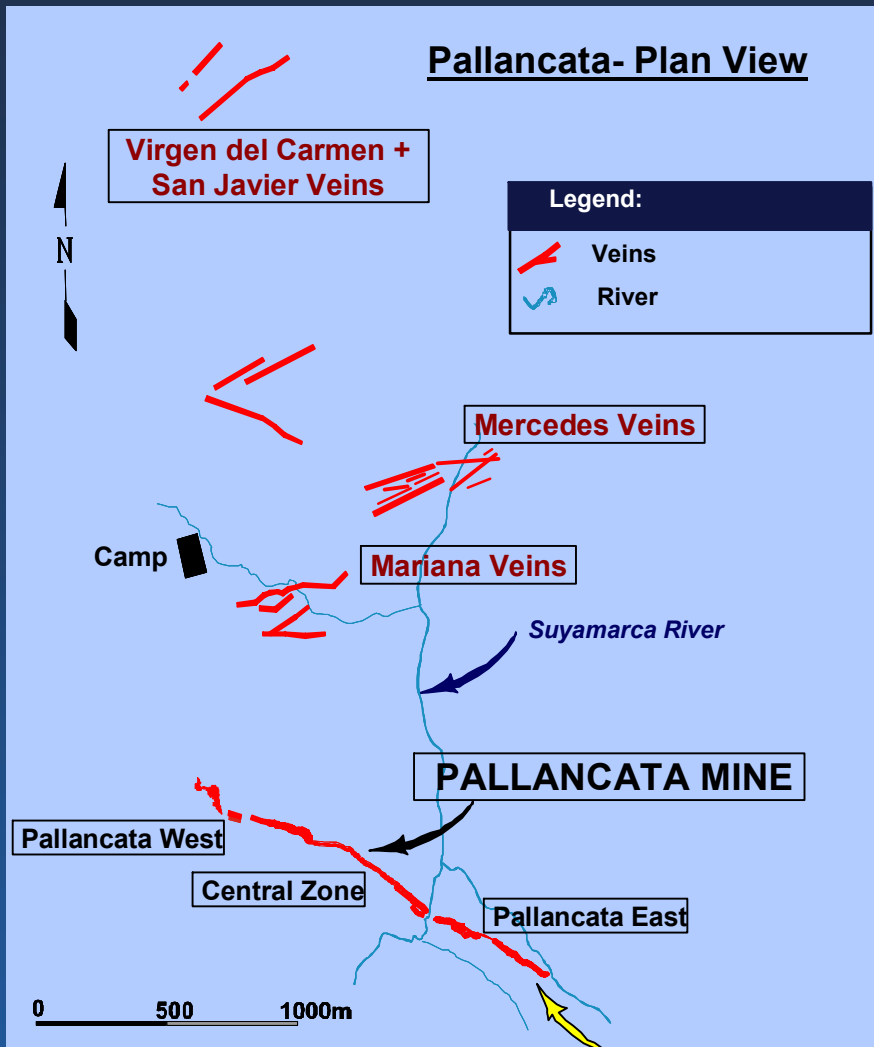 Pallancata- Plan View
Virgen del Carmen +
San Javier Veins
Legend:
Veins
River
N
Mercedes Veins
Camp
Mariana Veins
Suyamarca River
PALLANCATA MINE
Pallancata West
Central Zone
Pallancata East
0 500 1000m